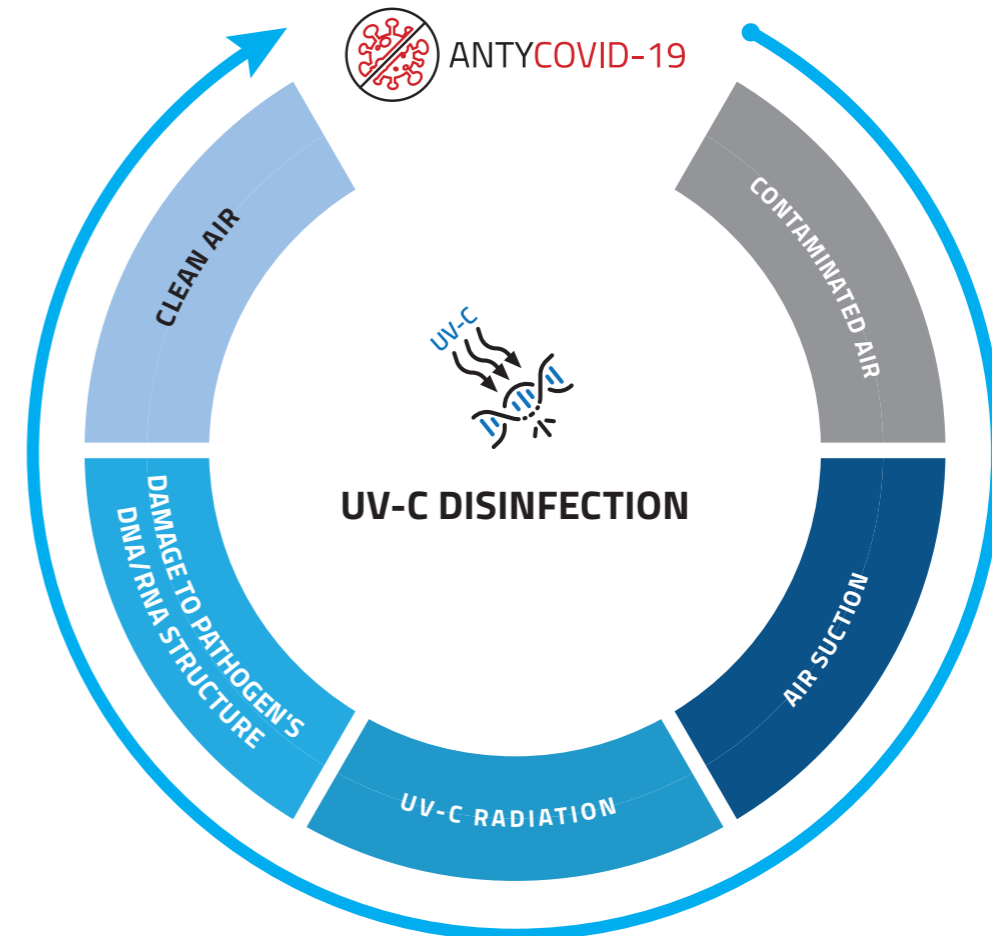 ANTYCOVID-19
CONTAMINATED AIR
AIR SUCTION
UV-C RADIATION
DAMAGE TO PATHOGEN'S
DNA/RNA STRUCTURE
CLEAN AIR
UV-C
UV-C DISINFECTION